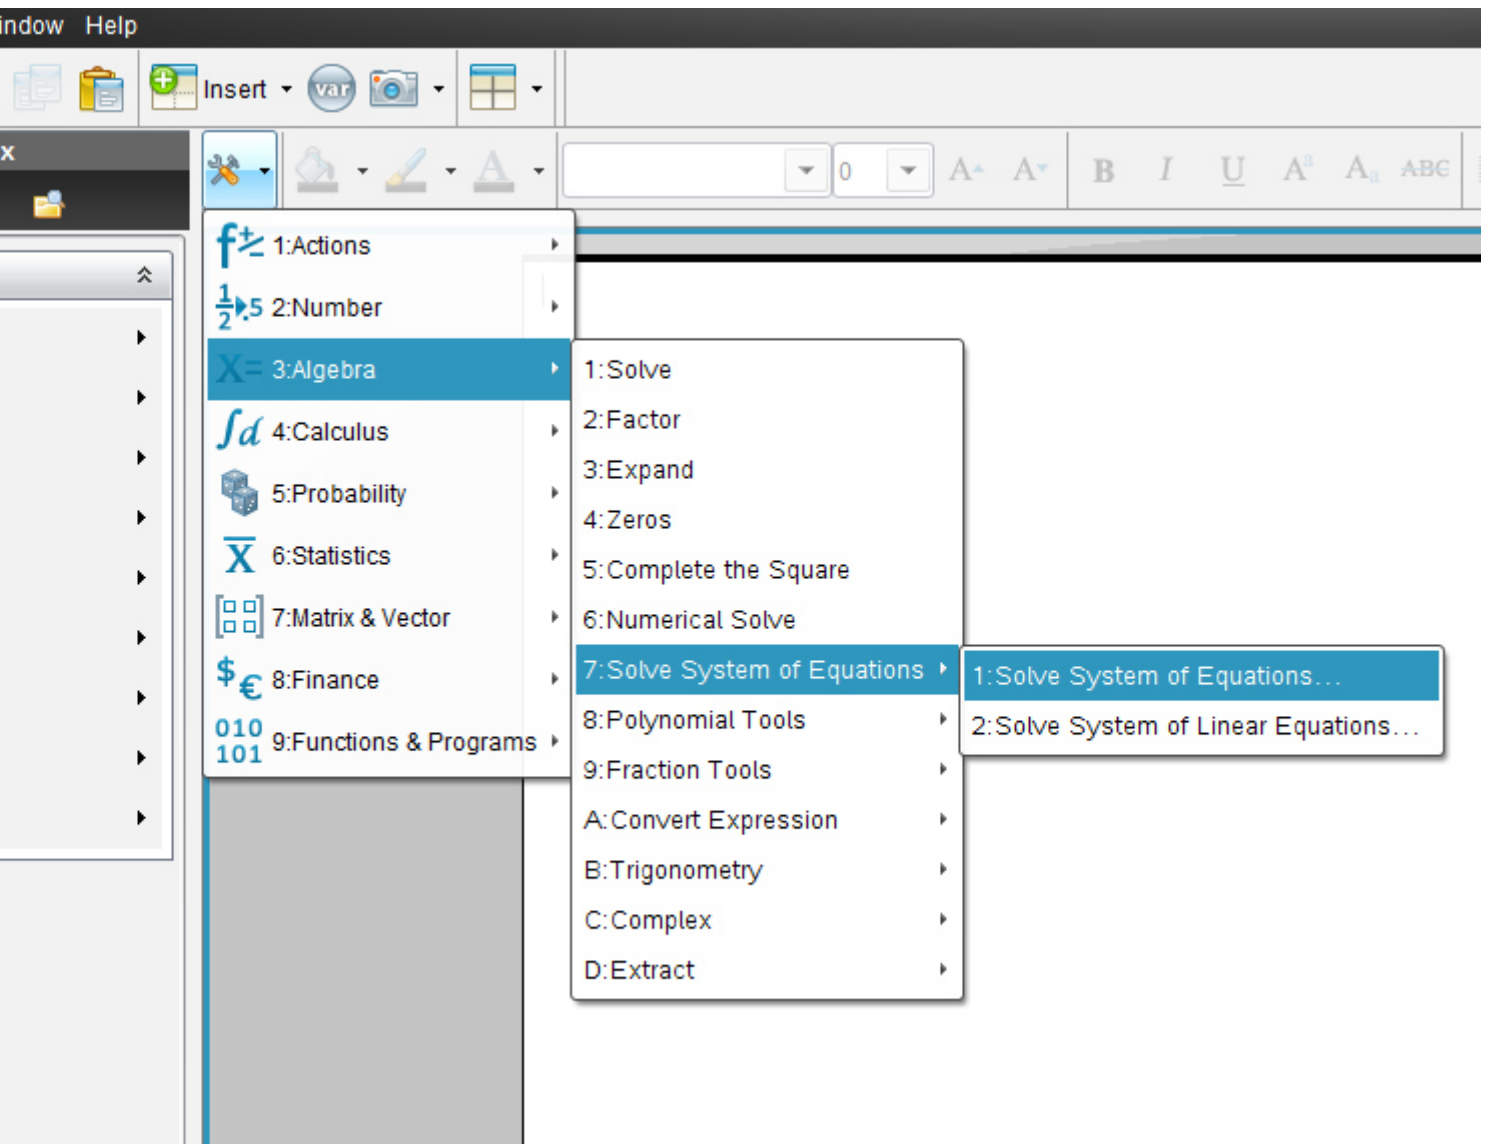 indow Help
Insert
var
x
0
A A B I U Aa Aa ABC
1:Actions
2:Number
3:Algebra
4:Calculus
5:Probability
6:Statistics
7:Matrix & Vector
8:Finance
9:Functions & Programs
1:Solve
2:Factor
3:Expand
4:Zeros
5:Complete the Square
6:Numerical Solve
7:Solve System of Equations
8:Polynomial Tools
9:Fraction Tools
A:Convert Expression
B:Trigonometry
C:Complex
D:Extract
1:Solve System of Equations...
2:Solve System of Linear Equations...